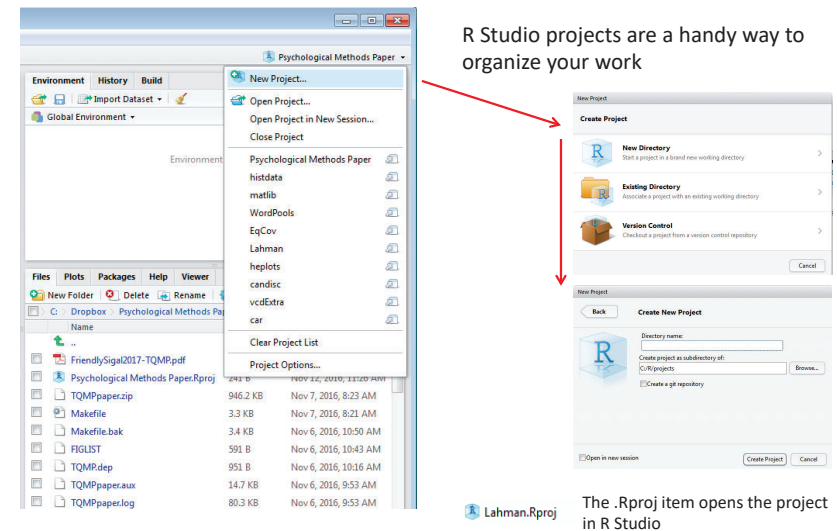 Psychological Methods Paper
Environment History Build
Import Dataset
Global Environment
Environment
New Project...
Open Project...
Open Project in New Session...
Close Project
Psychological Methods Paper
histdata
matlib
WordPools
EqCov
Lahman
heplots
candisc
vcdExtra
car
Clear Project List
Project Options...
Files Plots Packages Help Viewer
New Folder Delete Rename
C: Dropbox Psychological Methods Pa
Name
..
FriendlySigal2017-TQMP.pdf
Psychological Methods Paper.Rproj 241 B Nov 12, 2016, 11:26 AM
TQMPpaper.zip 946.2 KB Nov 7, 2016, 8:23 AM
Makefile 3.3 KB Nov 7, 2016, 8:21 AM
Makefile.bak 3.4 KB Nov 6, 2016, 10:50 AM
FIGLIST 591 B Nov 6, 2016, 10:43 AM
TQMP.dep 951 B Nov 6, 2016, 10:16 AM
TQMPpaper.aux 14.7 KB Nov 6, 2016, 9:53 AM
TQMPpaper.log 80.3 KB Nov 6, 2016, 9:53 AM
R Studio projects are a handy way to
organize your work
New Project
Create Project
R
New Directory
Start a project in a brand new working directory
R
Existing Directory
Associate a project with an existing working directory
Version Control
Checkout a project from a version control repository
Cancel
New Project
Back Create New Project
R
Directory name:
Create project as subdirectory of:
C:/R/projects Browse...
Create a git repository
Open in new session Create Project Cancel
Lahman.Rproj
The .Rproj item opens the project
in R Studio